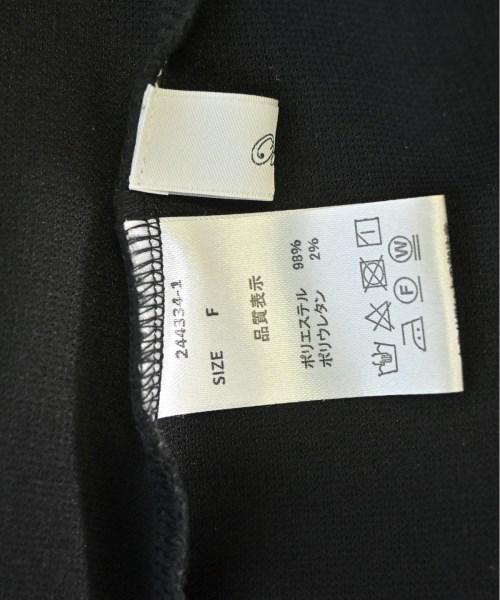 244334-1
SIZE F
品質表示
ポリエステル 98%
ポリウレタン 2%
F W